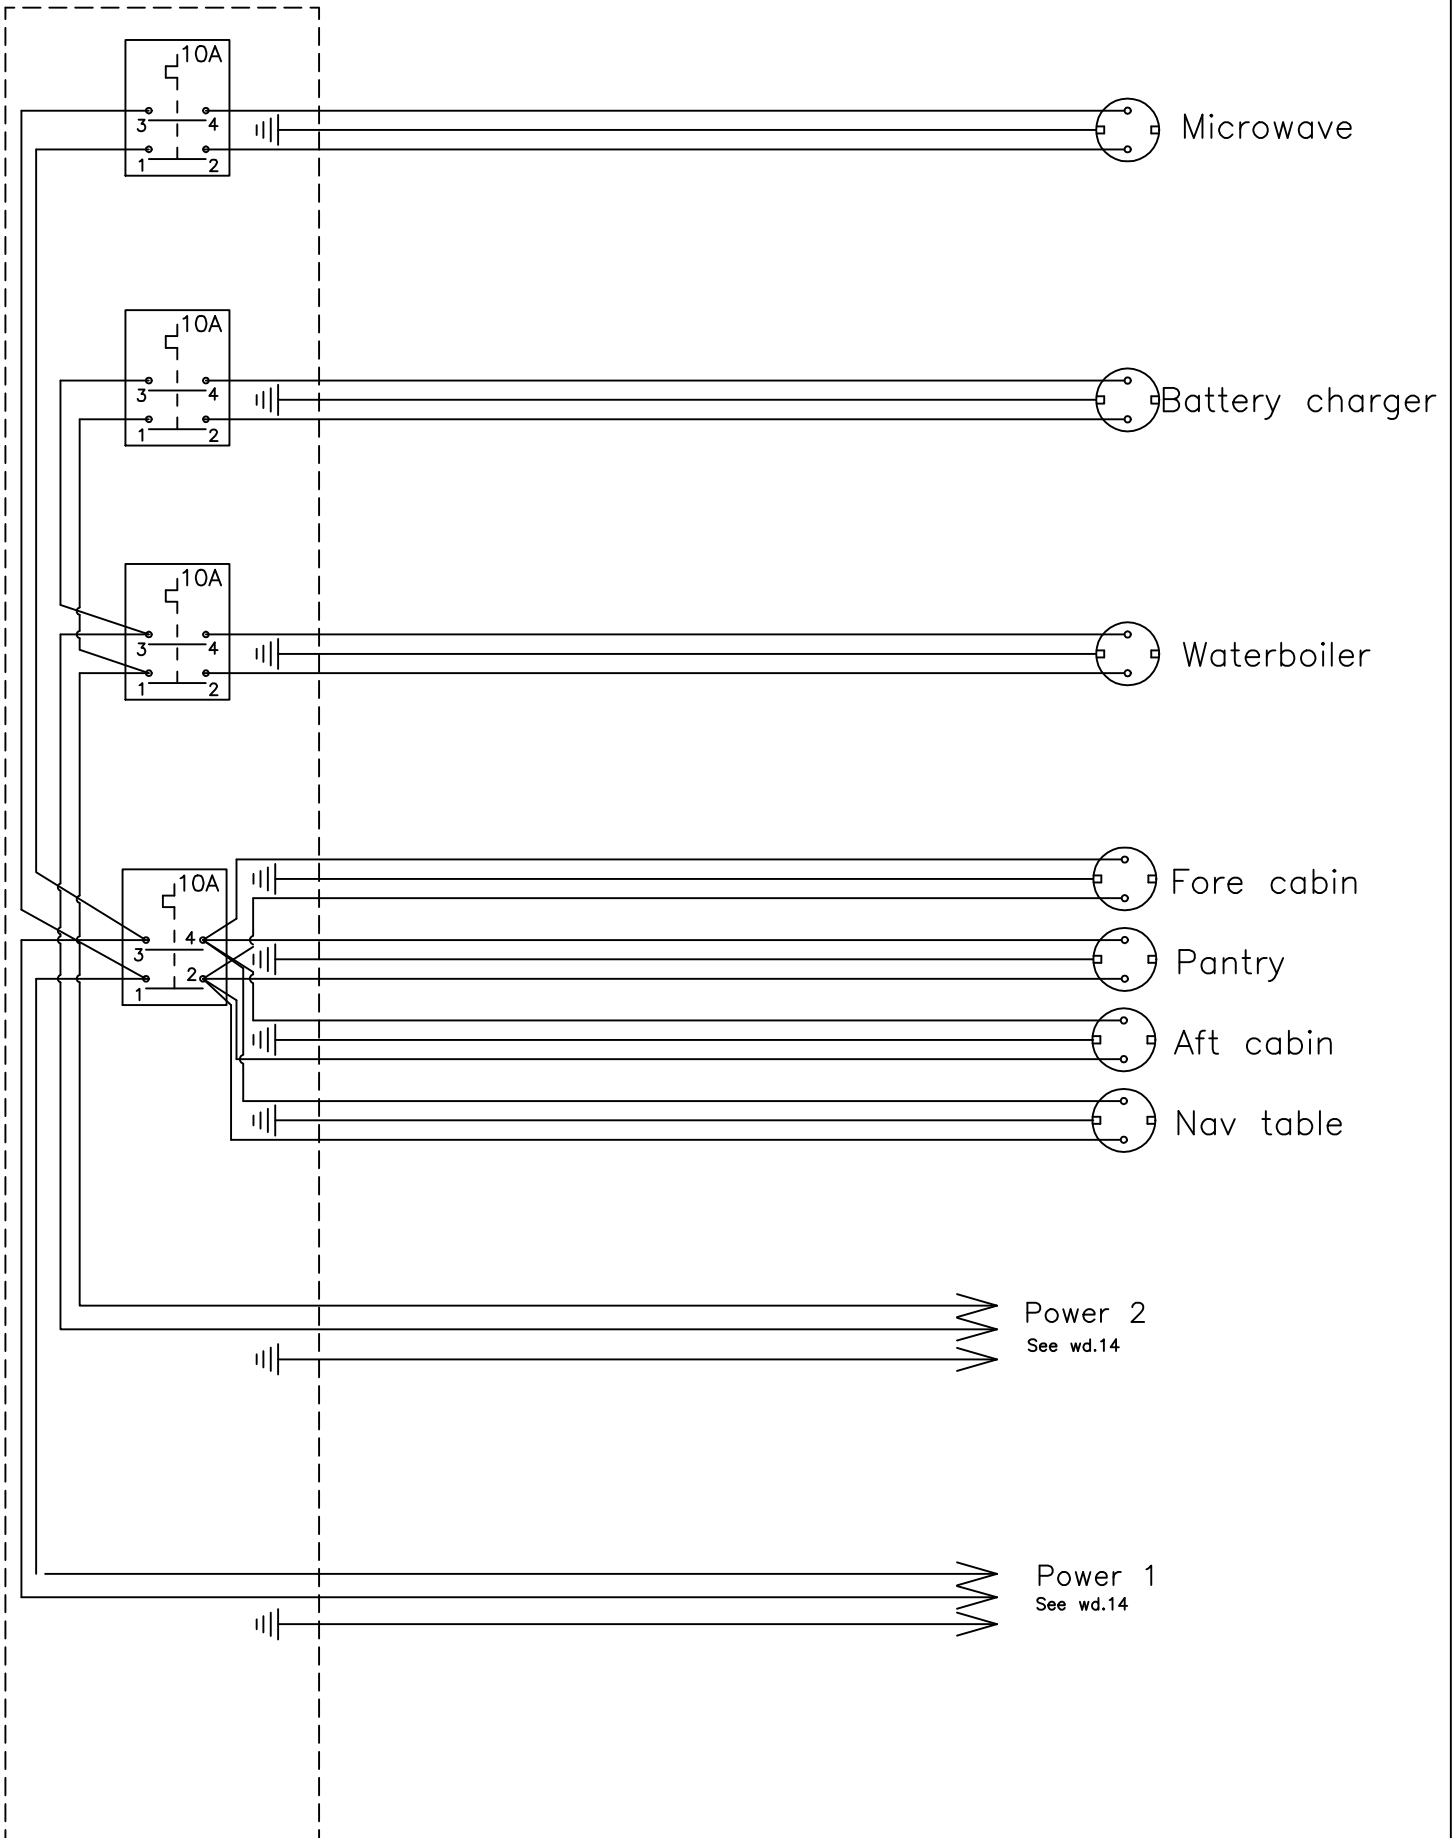 10A
3 4
1 2
Microwave
10A
3 4
1 2
Battery charger
10A
3 4
1 2
Waterboiler
10A
4
3
2
1
Fore cabin
Pantry
Aft cabin
Nav table
Power 2
See wd.14
Power 1
See wd.14